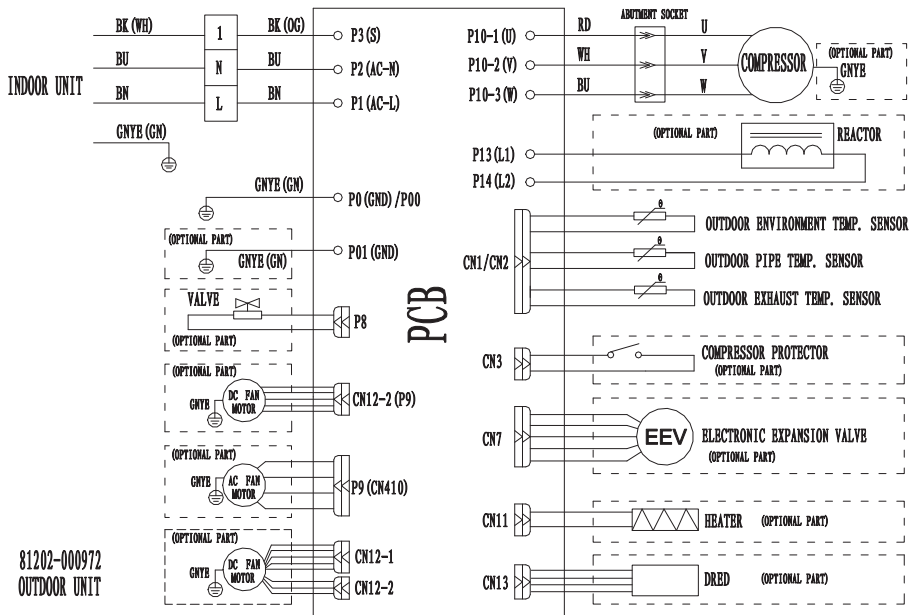 BK(WH) 1 BK(OG) P3(S)
BU N BU P2(AC-N)
INDOOR UNIT
BN L BN P1(AC-L)
GNYE(GN)
GNYE(GN) P0(GND)/P00
(OPTIONAL PART)
GNYE(GN) P01(GND)
VALVE
P8
(OPTIONAL PART)
(OPTIONAL PART)
GNYE
DC FAN
MOTOR
CN12-2(P9)
(OPTIONAL PART)
GNYE
AC FAN
MOTOR
P9(CN410)
(OPTIONAL PART)
GNYE
DC FAN
MOTOR
CN12-1
CN12-2
81202-000972
OUTDOOR UNIT
PCB
ABUTMENT SOCKET
P10-1(U) RD U
P10-2(V) WH V
P10-3(W) BU W
COMPRESSOR
(OPTIONAL PART)
GNYE
(OPTIONAL PART)
REACTOR
P13(L1)
P14(L2)
θ
OUTDOOR ENVIRONMENT TEMP. SENSOR
θ
CN1/CN2
OUTDOOR PIPE TEMP. SENSOR
θ
OUTDOOR EXHAUST TEMP. SENSOR
CN3
COMPRESSOR PROTECTOR
(OPTIONAL PART)
CN7
EEV
ELECTRONIC EXPANSION VALVE
(OPTIONAL PART)
CN11
HEATER (OPTIONAL PART)
CN13
DRED (OPTIONAL PART)